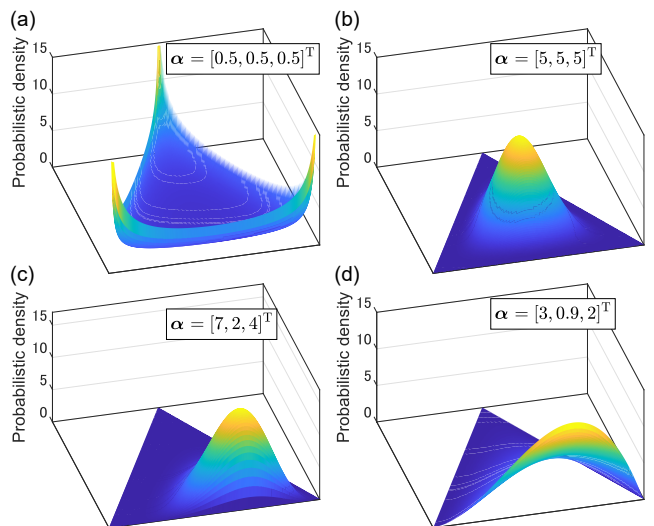 (a)
Probabilistic density
15
10
5
0
α = [0.5, 0.5, 0.5]ᵀ
(b)
Probabilistic density
15
10
5
0
α = [5, 5, 5]ᵀ
(c)
Probabilistic density
15
10
5
0
α = [7, 2, 4]ᵀ
(d)
Probabilistic density
15
10
5
0
α = [3, 0.9, 2]ᵀ